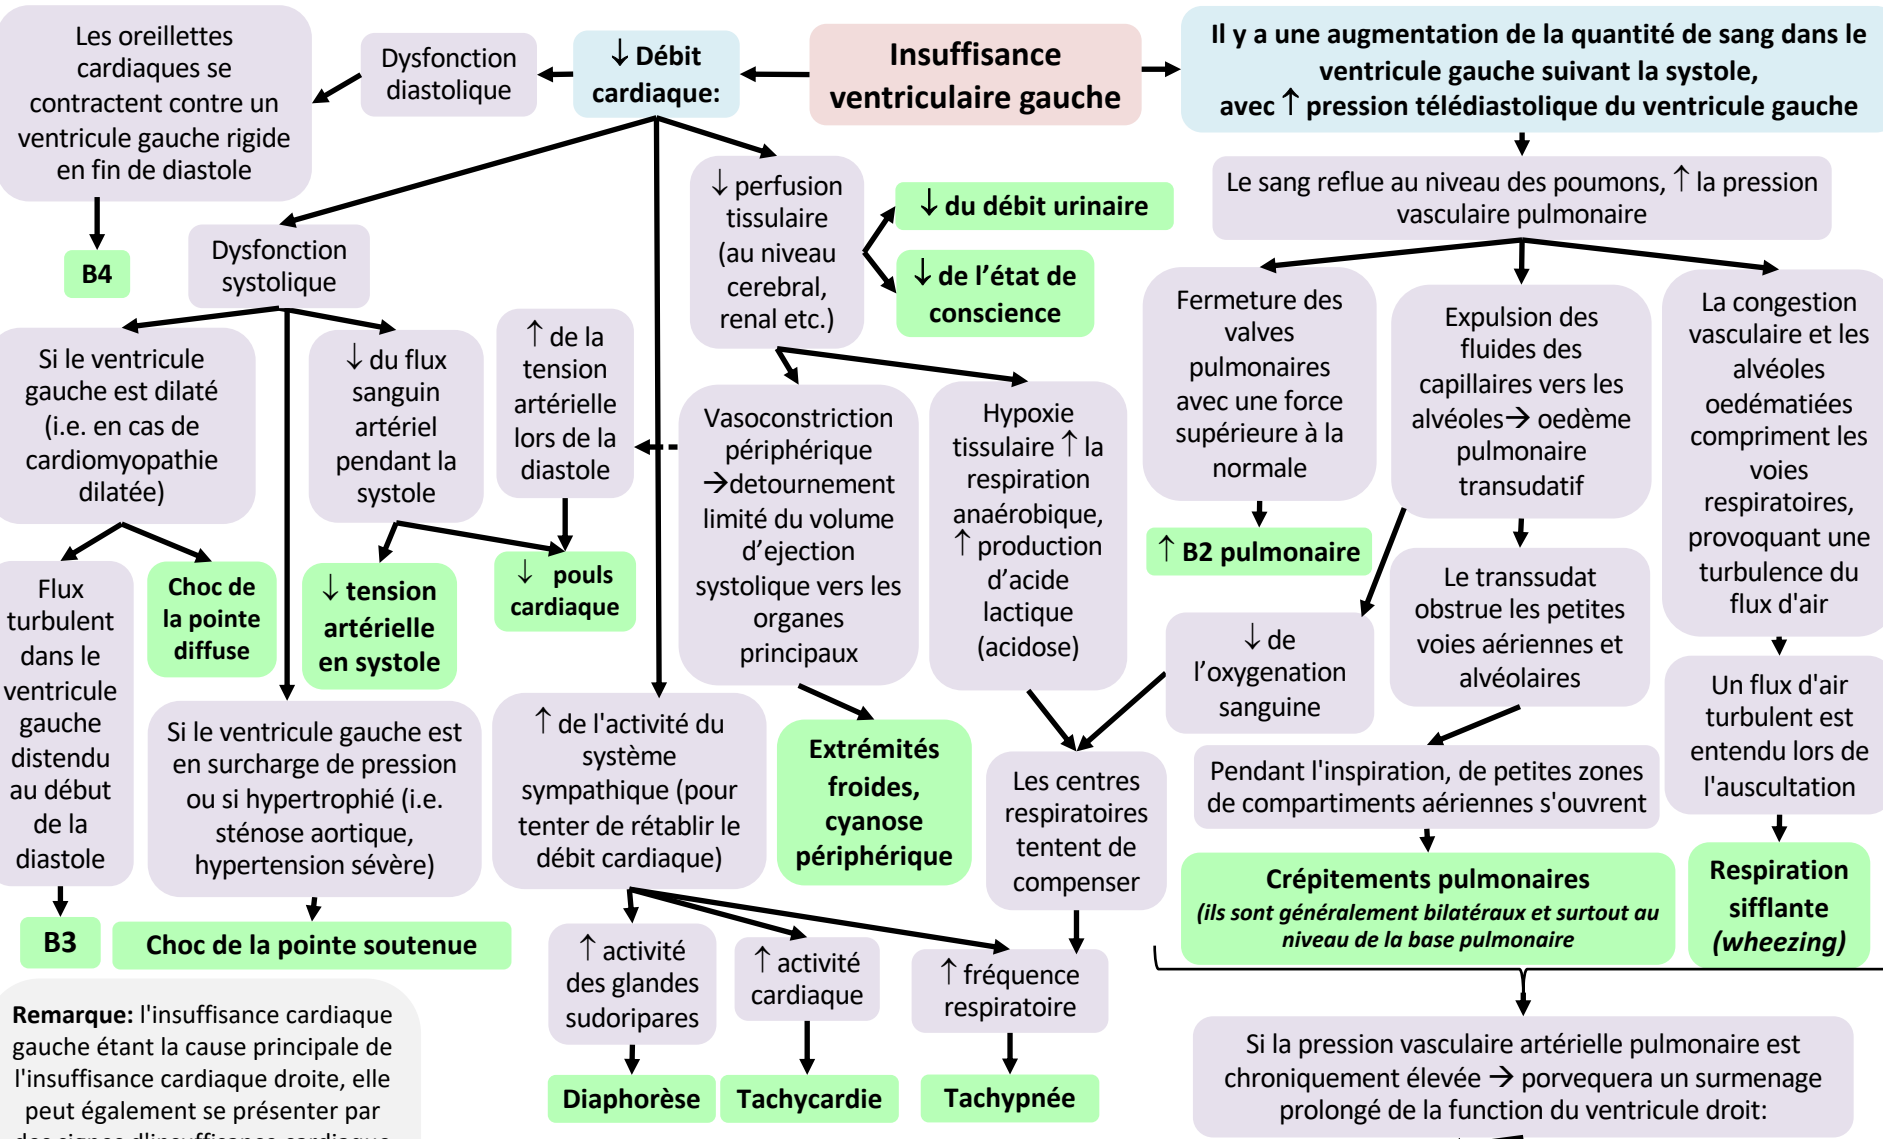 Les oreillettes
cardiaques se
contractent contre un
ventricule gauche rigide
en fin de diastole
Dysfonction
diastolique
↓ Débit
cardiaque:
Insuffisance
ventriculaire gauche
Il y a une augmentation de la quantité de sang dans le
ventricule gauche suivant la systole,
avec ↑ pression télédiastolique du ventricule gauche
B4
Dysfonction
systolique
↓ perfusion
tissulaire
(au niveau
cerebral,
renal etc.)
↓ du débit urinaire
↓ de l’état de
conscience
Le sang reflue au niveau des poumons, ↑ la pression
vasculaire pulmonaire
Si le ventricule
gauche est dilaté
(i.e. en cas de
cardiomyopathie
dilatée)
↓ du flux
sanguin
artériel
pendant la
systole
↑ de la
tension
artérielle
lors de la
diastole
Vasoconstriction
périphérique
→detournement
limité du volume
d’ejection
systolique vers les
organes
principaux
Hypoxie
tissulaire ↑ la
respiration
anaérobique,
↑ production
d’acide
lactique
(acidose)
Fermeture des
valves
pulmonaires
avec une force
supérieure à la
normale
Expulsion des
fluides des
capillaires vers les
alvéoles→ oedème
pulmonaire
transudatif
La congestion
vasculaire et les
alvéoles
oedématiées
compriment les
voies
respiratoires,
provoquant une
turbulence du
flux d'air
Flux
turbulent
dans le
ventricule
gauche
distendu
au début
de la
diastole
Choc de
la pointe
diffuse
↓ tension
artérielle
en systole
↓ pouls
cardiaque
↑ B2 pulmonaire
↓ de
l’oxygenation
sanguine
Le transsudat
obstrue les petites
voies aériennes et
alvéolaires
Un flux d'air
turbulent est
entendu lors de
l'auscultation
Si le ventricule gauche est
en surcharge de pression
ou si hypertrophié (i.e.
sténose aortique,
hypertension sévère)
↑ de l'activité du
système
sympathique (pour
tenter de rétablir le
débit cardiaque)
Extrémités
froides,
cyanose
périphérique
Les centres
respiratoires
tentent de
compenser
Pendant l'inspiration, de petites zones
de compartiments aériennes s'ouvrent
B3
Choc de la pointe soutenue
Crépitements pulmonaires
(ils sont généralement bilatéraux et surtout au
niveau de la base pulmonaire
Respiration
sifflante
(wheezing)
↑ activité
des glandes
sudoripares
↑ activité
cardiaque
↑ fréquence
respiratoire
Diaphorèse
Tachycardie
Tachypnée
Remarque: l'insuffisance cardiaque
gauche étant la cause principale de
l'insuffisance cardiaque droite, elle
peut également se présenter par
des signes d'insuffisance cardiaque
Si la pression vasculaire artérielle pulmonaire est
chroniquement élevée → porvequera un surmenage
prolongé de la function du ventricule droit: